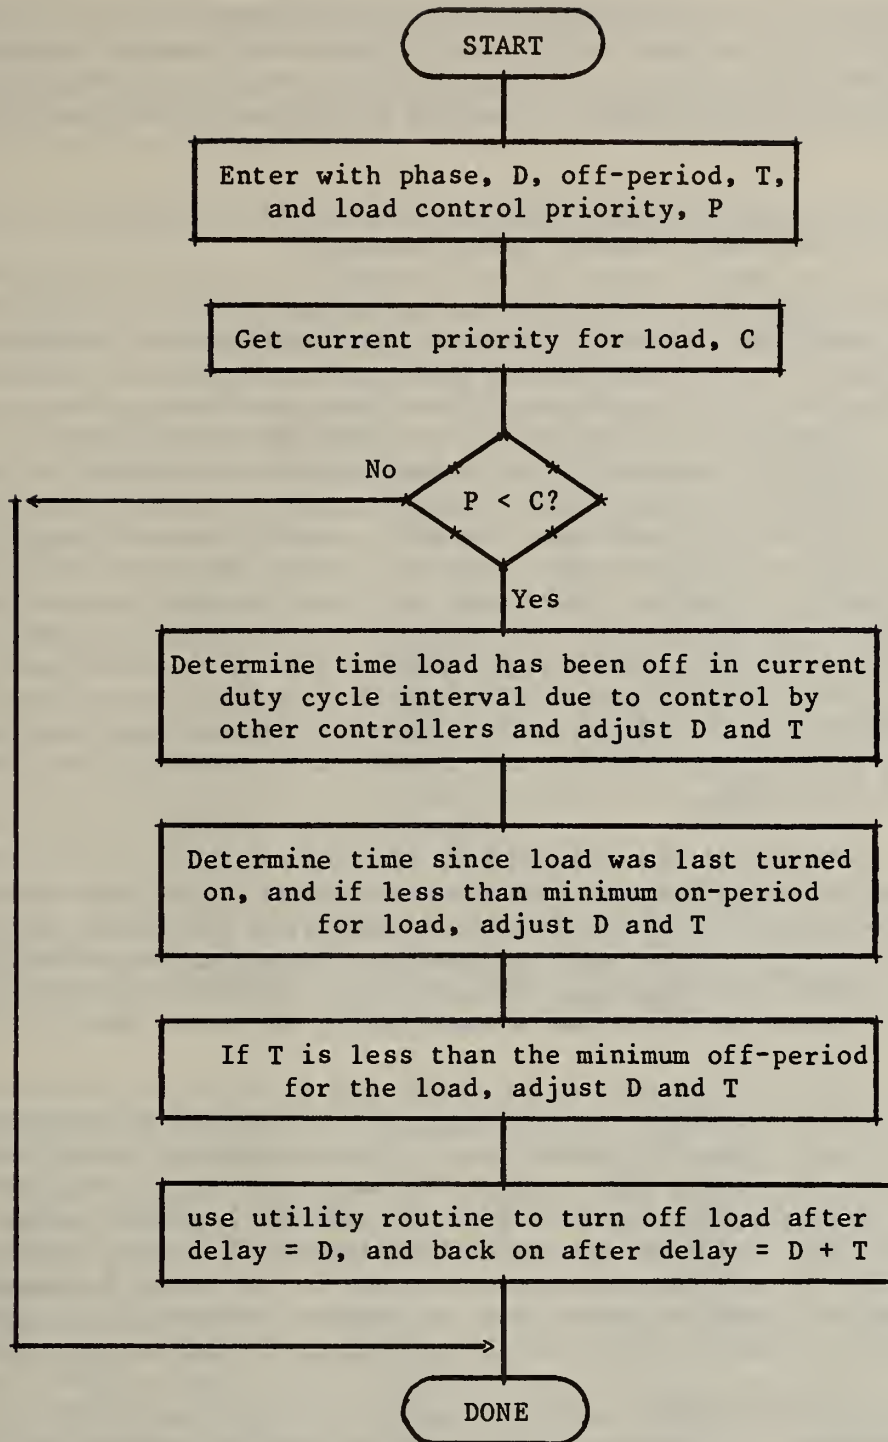 START
Enter with phase, D, off-period, T,
and load control priority, P
Get current priority for load, C
No
P < C?
Yes
Determine time load has been off in current
duty cycle interval due to control by
other controllers and adjust D and T
Determine time since load was last turned
on, and if less than minimum on-period
for load, adjust D and T
If T is less than the minimum off-period
for the load, adjust D and T
use utility routine to turn off load after
delay = D, and back on after delay = D + T
DONE